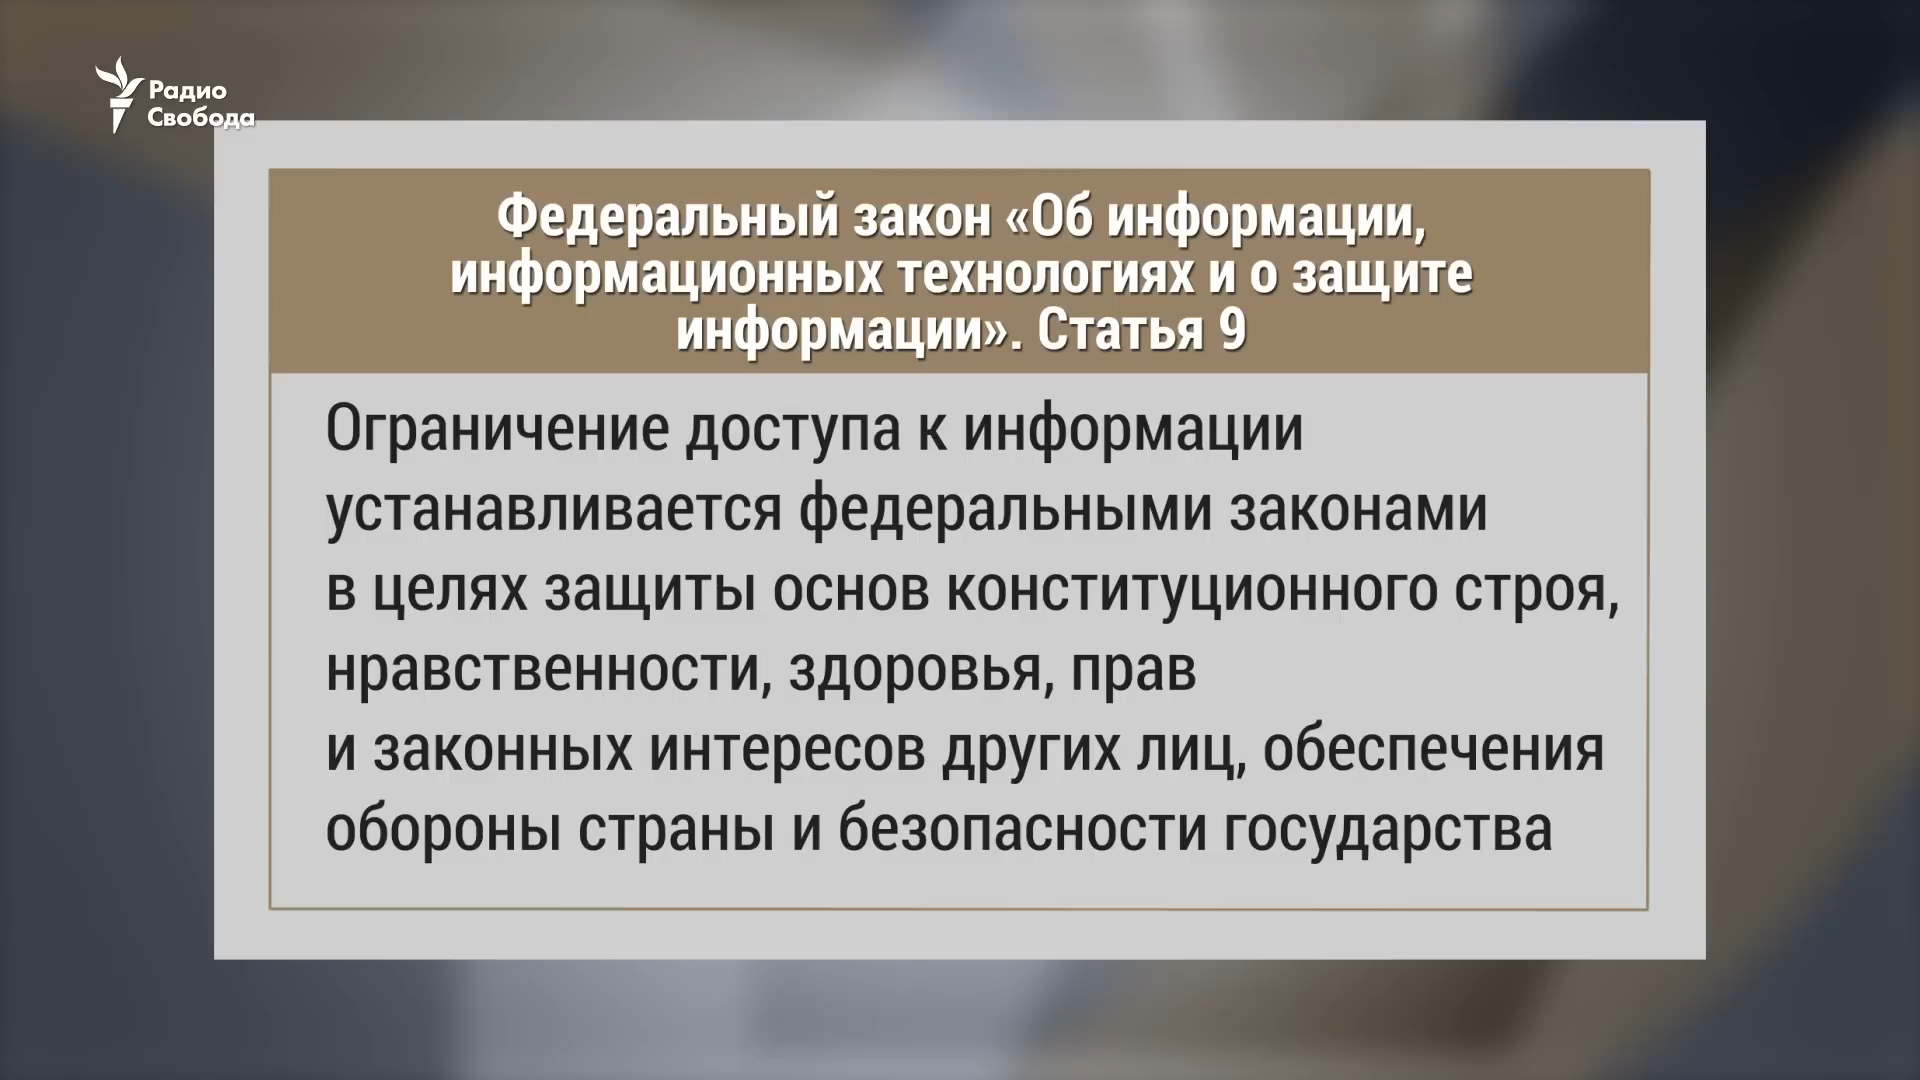 Радио
Свобода
Федеральный закон «Об информации,
информационных технологиях и о защите
информации». Статья 9
Ограничение доступа к информации
устанавливается федеральными законами
в целях защиты основ конституционного строя,
нравственности, здоровья, прав
и законных интересов других лиц, обеспечения
обороны страны и безопасности государства